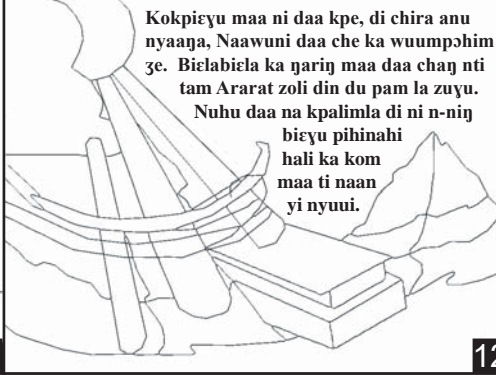 Kokpiɛɣu maa ni daa kpe, di chira anu
nyaaŋa, Naawuni daa che ka wuumpɔhim
ʒe. Biɛlabiɛla ka ŋariŋ maa daa chaŋ nti
tam Ararat zoli din du pam la zuɣu.
Nuhu daa na kpalimla di ni n-niŋ
biɛɣu pihinahi
hali ka kom
maa ti naan
yi nyuui.
12